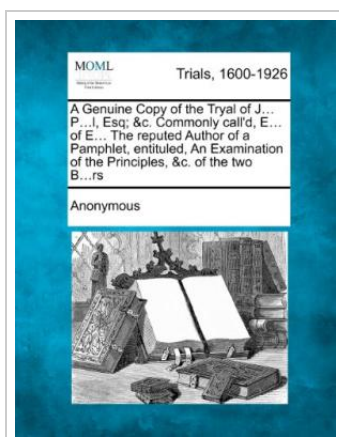 MOML
Trials, 1600-1926
A Genuine Copy of the Tryal of J...
P...l, Esq; &c. Commonly call'd, E...
of E... The reputed Author of a
Pamphlet, entituled, An Examination
of the Principles, &c. of the two
B...rs
Anonymous